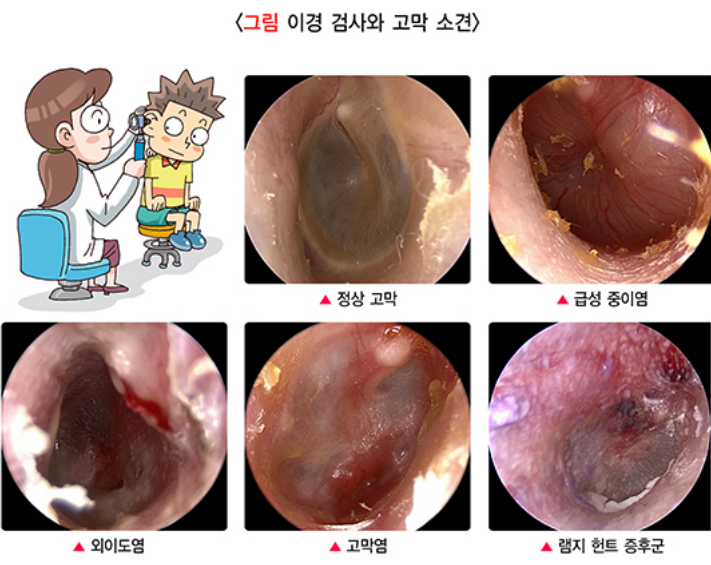 <그림 이경 검사와 고막 소견>
▲ 정상 고막
▲ 급성 중이염
▲ 외이도염
▲ 고막염
▲ 램지 헌트 증후군